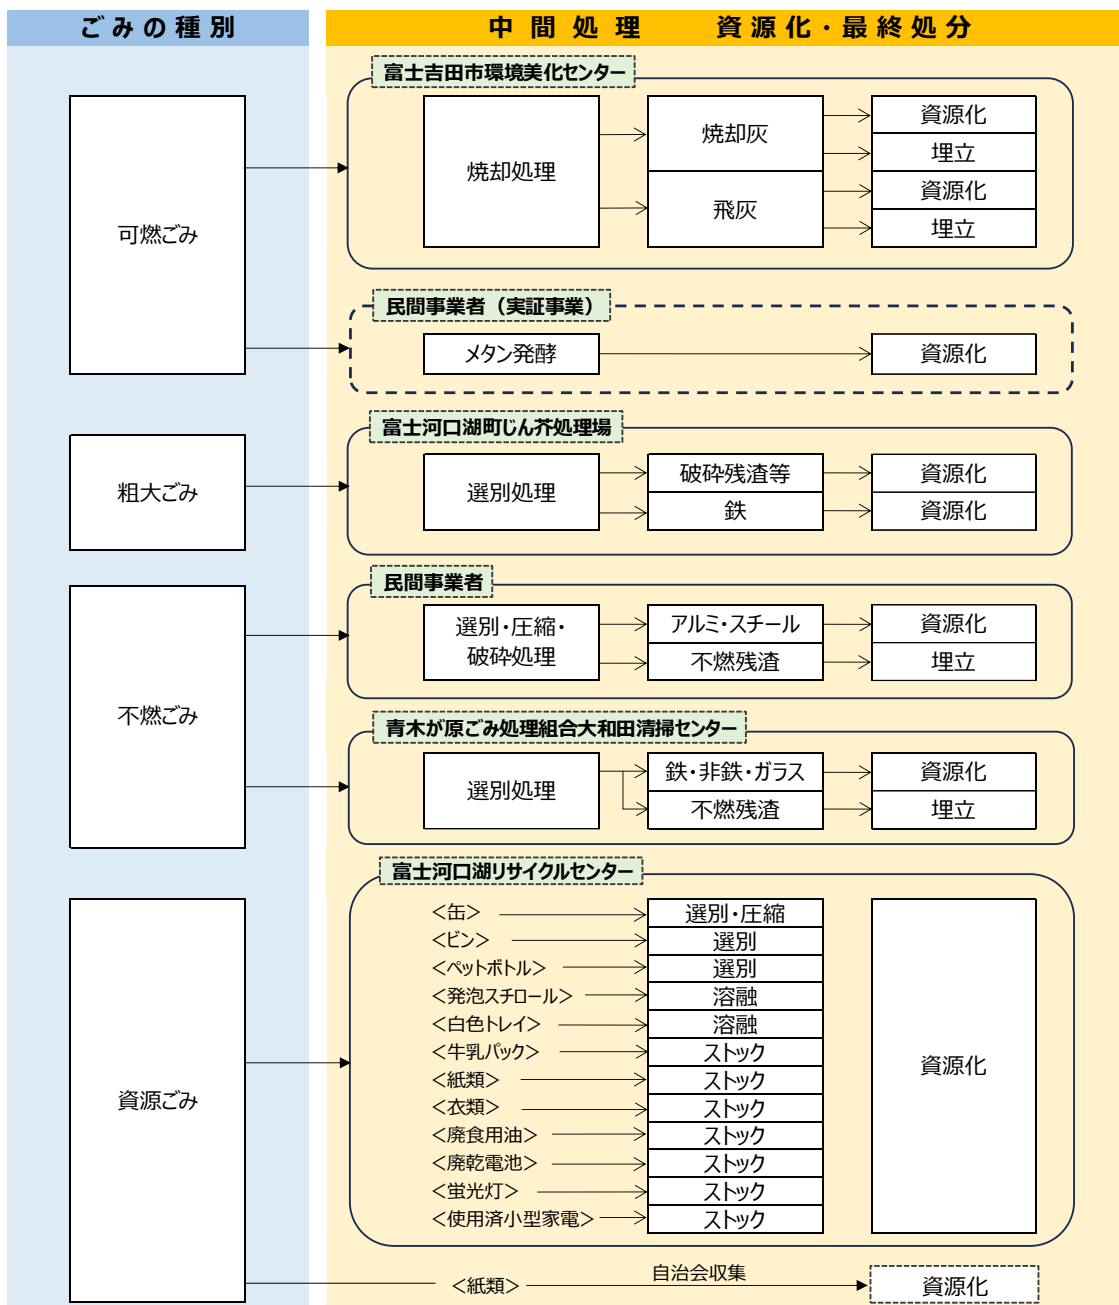 ごみの種別
中間処理 資源化・最終処分
富士吉田市環境美化センター
可燃ごみ
焼却処理
焼却灰
資源化
埋立
飛灰
資源化
埋立
民間事業者（実証事業）
メタン発酵
資源化
富士河口湖町じん芥処理場
粗大ごみ
選別処理
破砕残渣等
資源化
鉄
資源化
民間事業者
不燃ごみ
選別・圧縮・
破砕処理
アルミ・スチール
資源化
不燃残渣
埋立
青木が原ごみ処理組合大和田清掃センター
選別処理
鉄・非鉄・ガラス
資源化
不燃残渣
埋立
富士河口湖リサイクルセンター
資源ごみ
<缶>
選別・圧縮
<ビン>
選別
<ペットボトル>
選別
<発泡スチロール>
溶融
<白色トレイ>
溶融
<牛乳パック>
ストック
<紙類>
ストック
<衣類>
ストック
<廃食用油>
ストック
<廃乾電池>
ストック
<蛍光灯>
ストック
<使用済小型家電>
ストック
資源化
<紙類>
自治会収集
資源化